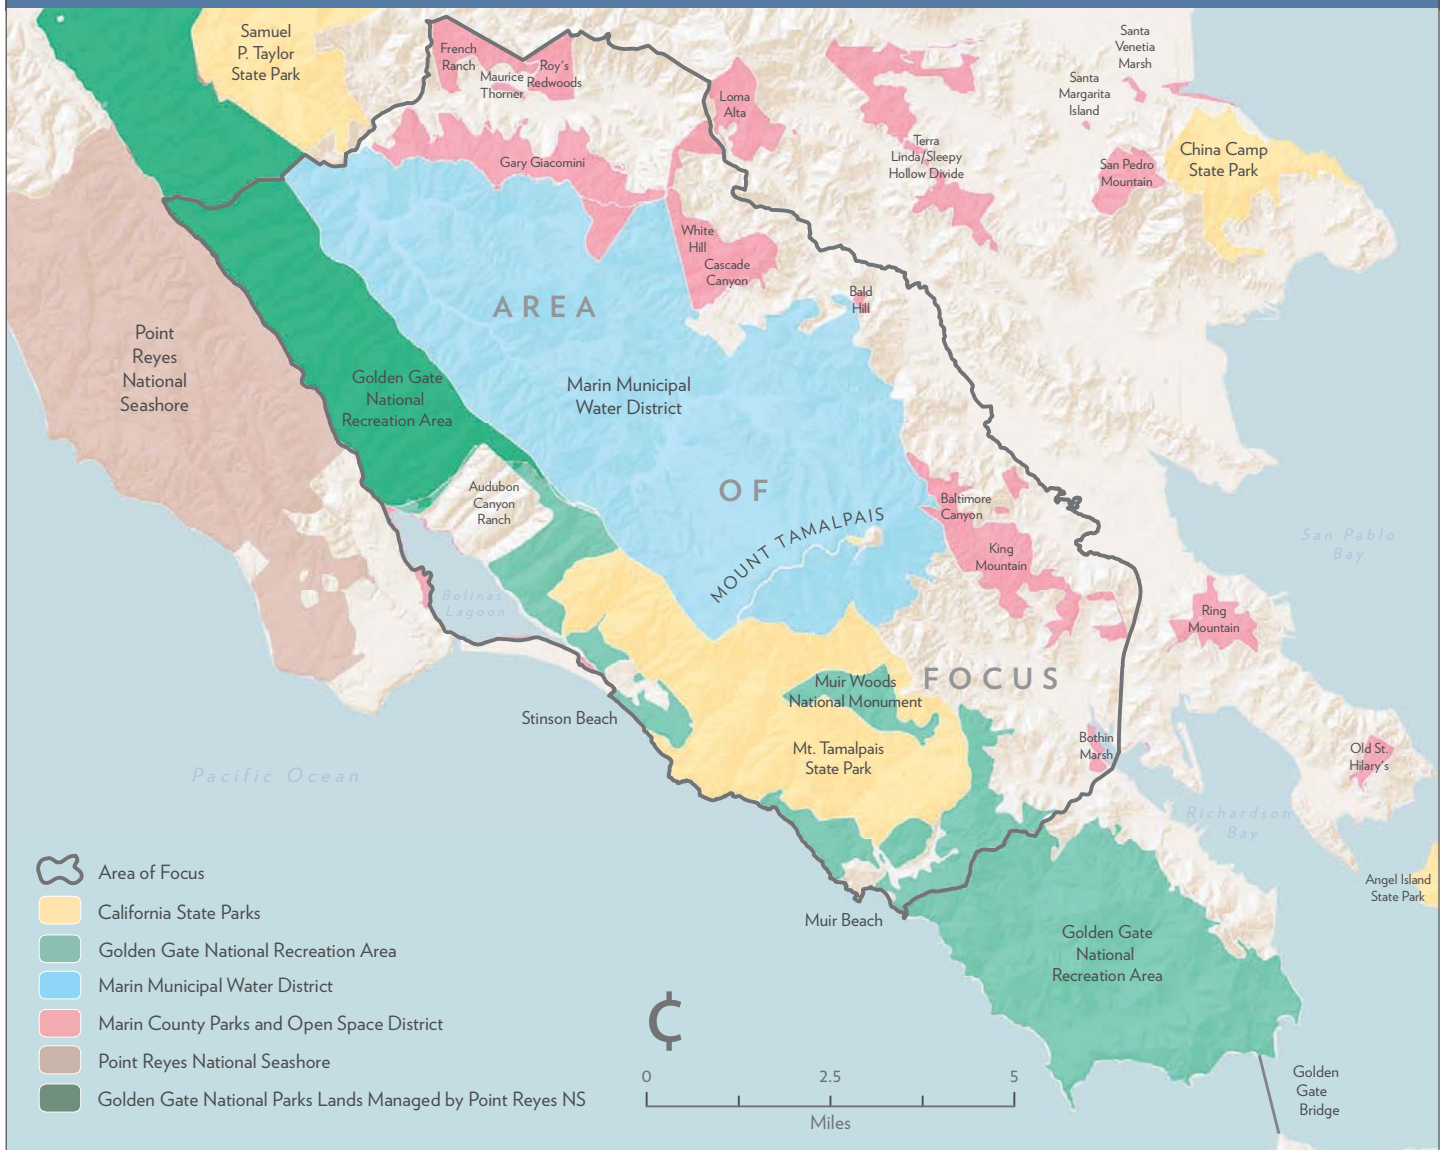 Samuel
P. Taylor
State Park
French
Ranch
Maurice
Thorner
Roy's
Redwoods
Loma
Alta
Santa
Venetia
Marsh
Santa
Margarita
Island
Terra
Linda/Sleepy
Hollow Divide
San Pedro
Mountain
China Camp
State Park
Gary Giacomini
White
Hill
Cascade
Canyon
Bald
Hill
AREA
OF
FOCUS
Point
Reyes
National
Seashore
Golden Gate
National
Recreation Area
Marin Municipal
Water District
Audubon
Canyon
Ranch
MOUNT TAMALPAIS
Baltimore
Canyon
King
Mountain
San Pablo
Bay
Bolinas
Lagoon
Ring
Mountain
Muir Woods
National Monument
Stinson Beach
Mt. Tamalpais
State Park
Bothin
Marsh
Old St.
Hilary's
Pacific Ocean
Richardson
Bay
Angel Island
State Park
Muir Beach
Golden Gate
National
Recreation Area
Golden
Gate
Bridge
Area of Focus
California State Parks
Golden Gate National Recreation Area
Marin Municipal Water District
Marin County Parks and Open Space District
Point Reyes National Seashore
Golden Gate National Parks Lands Managed by Point Reyes NS
¢
0 2.5 5
Miles